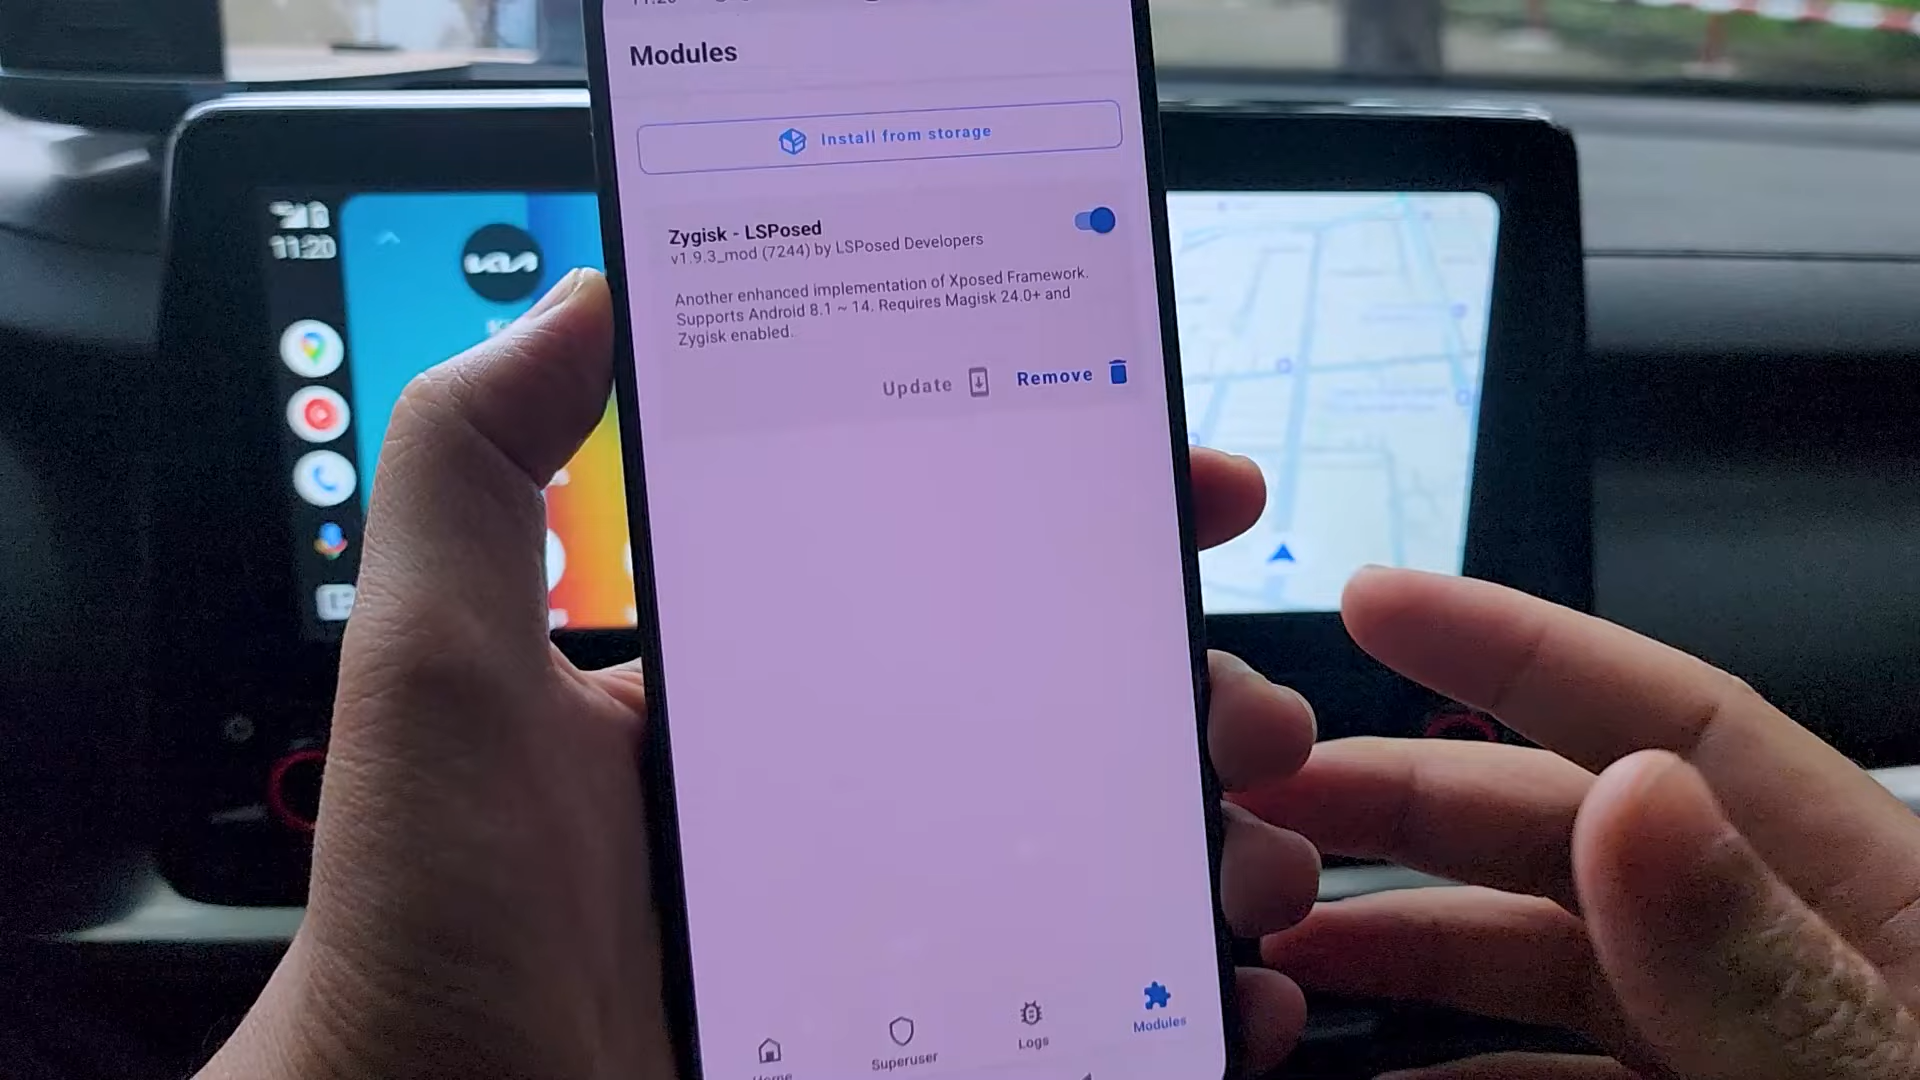 Modules
Install from storage
Zygisk - LSPosed
v1.9.3_mod (7244) by LSPosed Developers
Another enhanced implementation of Xposed Framework.
Supports Android 8.1 ~ 14. Requires Magisk 24.0+ and
Zygisk enabled.
Update
Remove
11:20
KIA
Home
Superuser
Logs
Modules